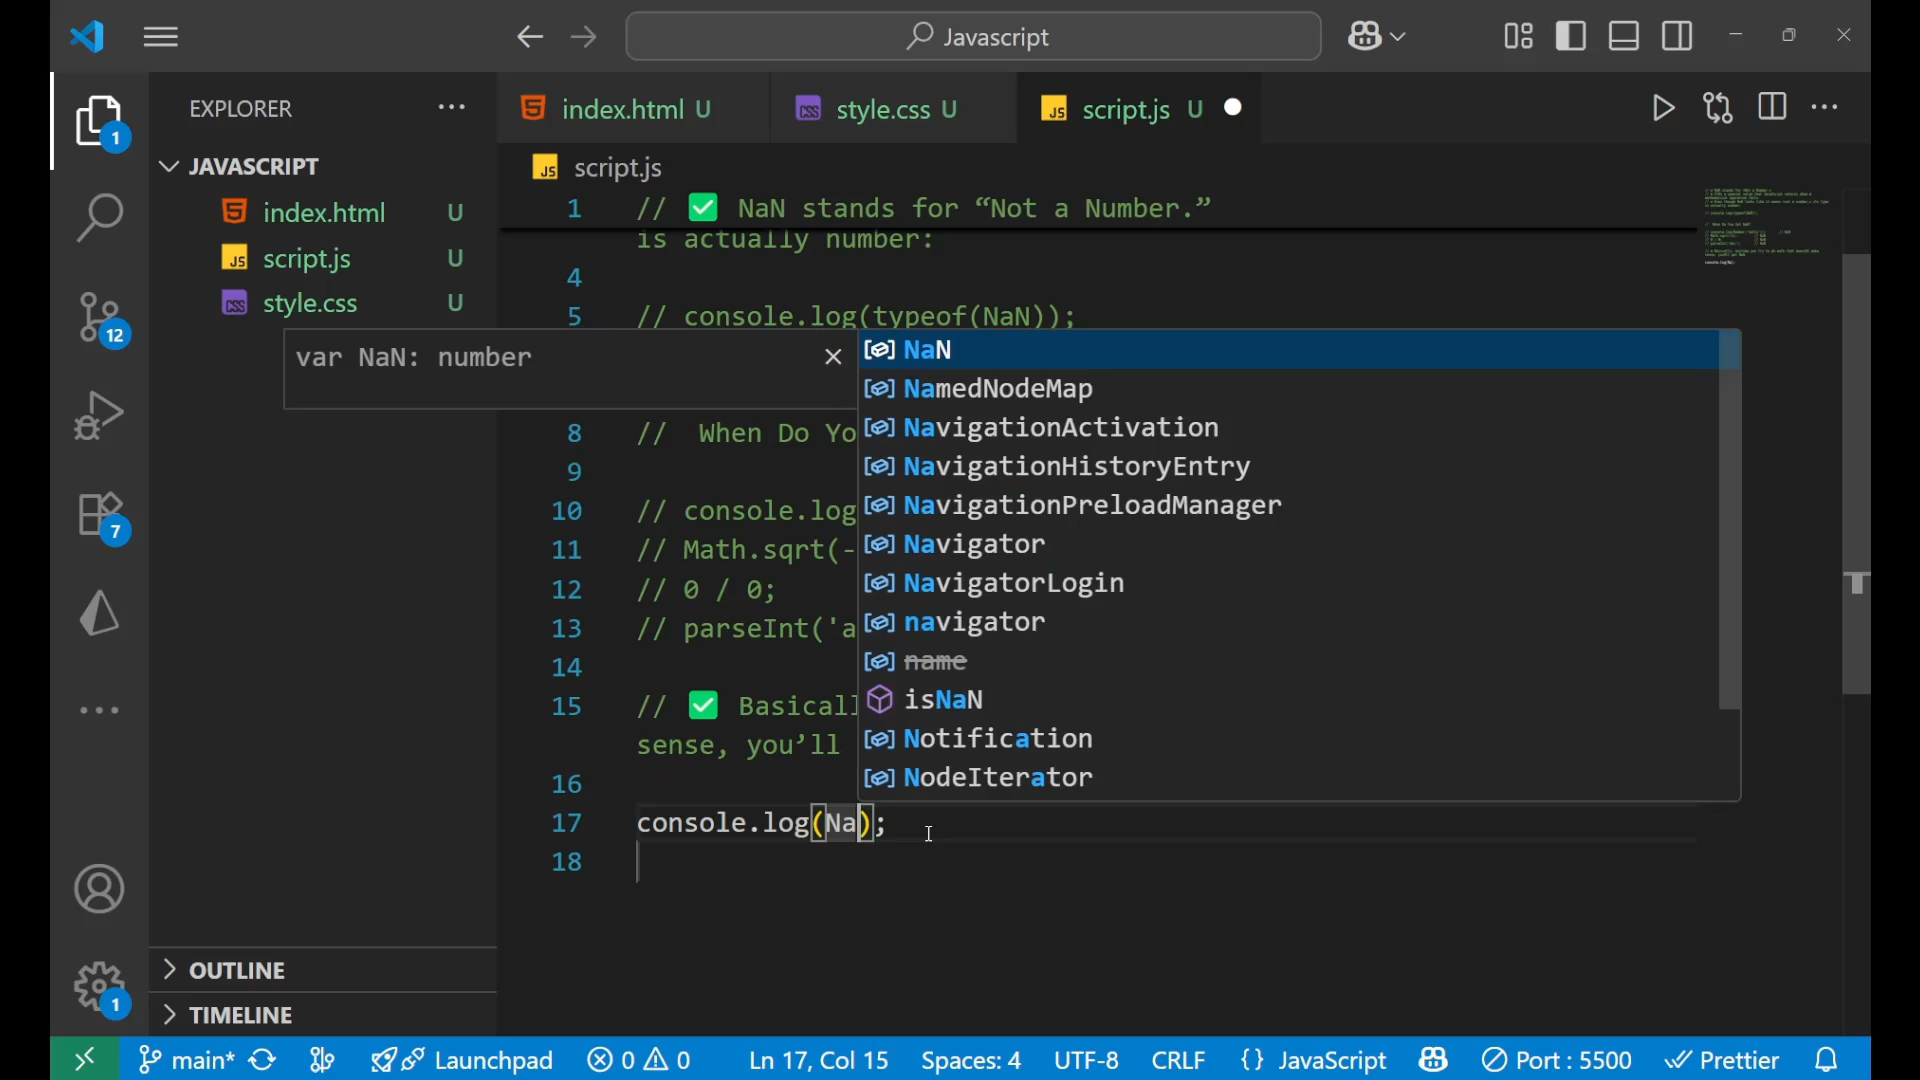 Javascript
EXPLORER
index.html U
style.css U
script.js U
1
JAVASCRIPT
index.html U
script.js U
style.css U
script.js
1 // ✅ NaN stands for “Not a Number.”
is actually number:
4
5 // console.log(typeof(NaN));
12
var NaN: number
NaN
NamedNodeMap
NavigationActivation
NavigationHistoryEntry
NavigationPreloadManager
Navigator
NavigatorLogin
navigator
name
isNaN
Notification
NodeIterator
8 // When Do Yo
9
10 // console.log
11 // Math.sqrt(-
12 // 0 / 0;
13 // parseInt('a
14
15 // ✅ Basicall
sense, you’ll
16
17 console.log(Na);
18
7
OUTLINE
TIMELINE
1
main* Launchpad 0 0 Ln 17, Col 15 Spaces: 4 UTF-8 CRLF {} JavaScript Port : 5500 Prettier